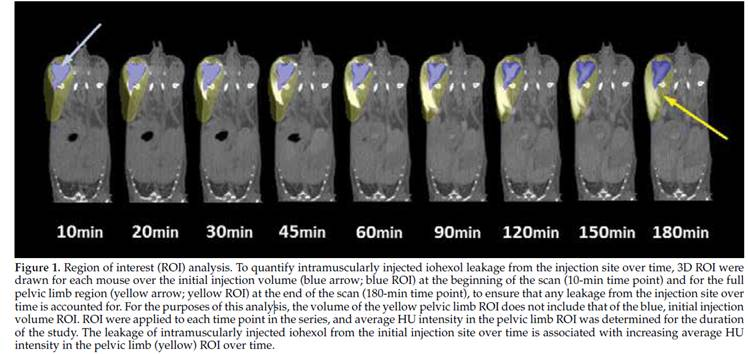 10min 20min 30min 45min 60min 90min 120min 150min 180min
Figure 1. Region of interest (ROI) analysis. To quantify intramuscularly injected iohexol leakage from the injection site over time, 3D ROI were
drawn for each mouse over the initial injection volume (blue arrow; blue ROI) at the beginning of the scan (10-min time point) and for the full
pelvic limb region (yellow arrow; yellow ROI) at the end of the scan (180-min time point), to ensure that any leakage from the injection site over
time is accounted for. For the purposes of this analysis, the volume of the yellow pelvic limb ROI does not include that of the blue, initial injection
volume ROI. ROI were applied to each time point in the series, and average HU intensity in the pelvic limb ROI was determined for the duration
of the study. The leakage of intramuscularly injected iohexol from the initial injection site over time is associated with increasing average HU
intensity in the pelvic limb (yellow) ROI over time.